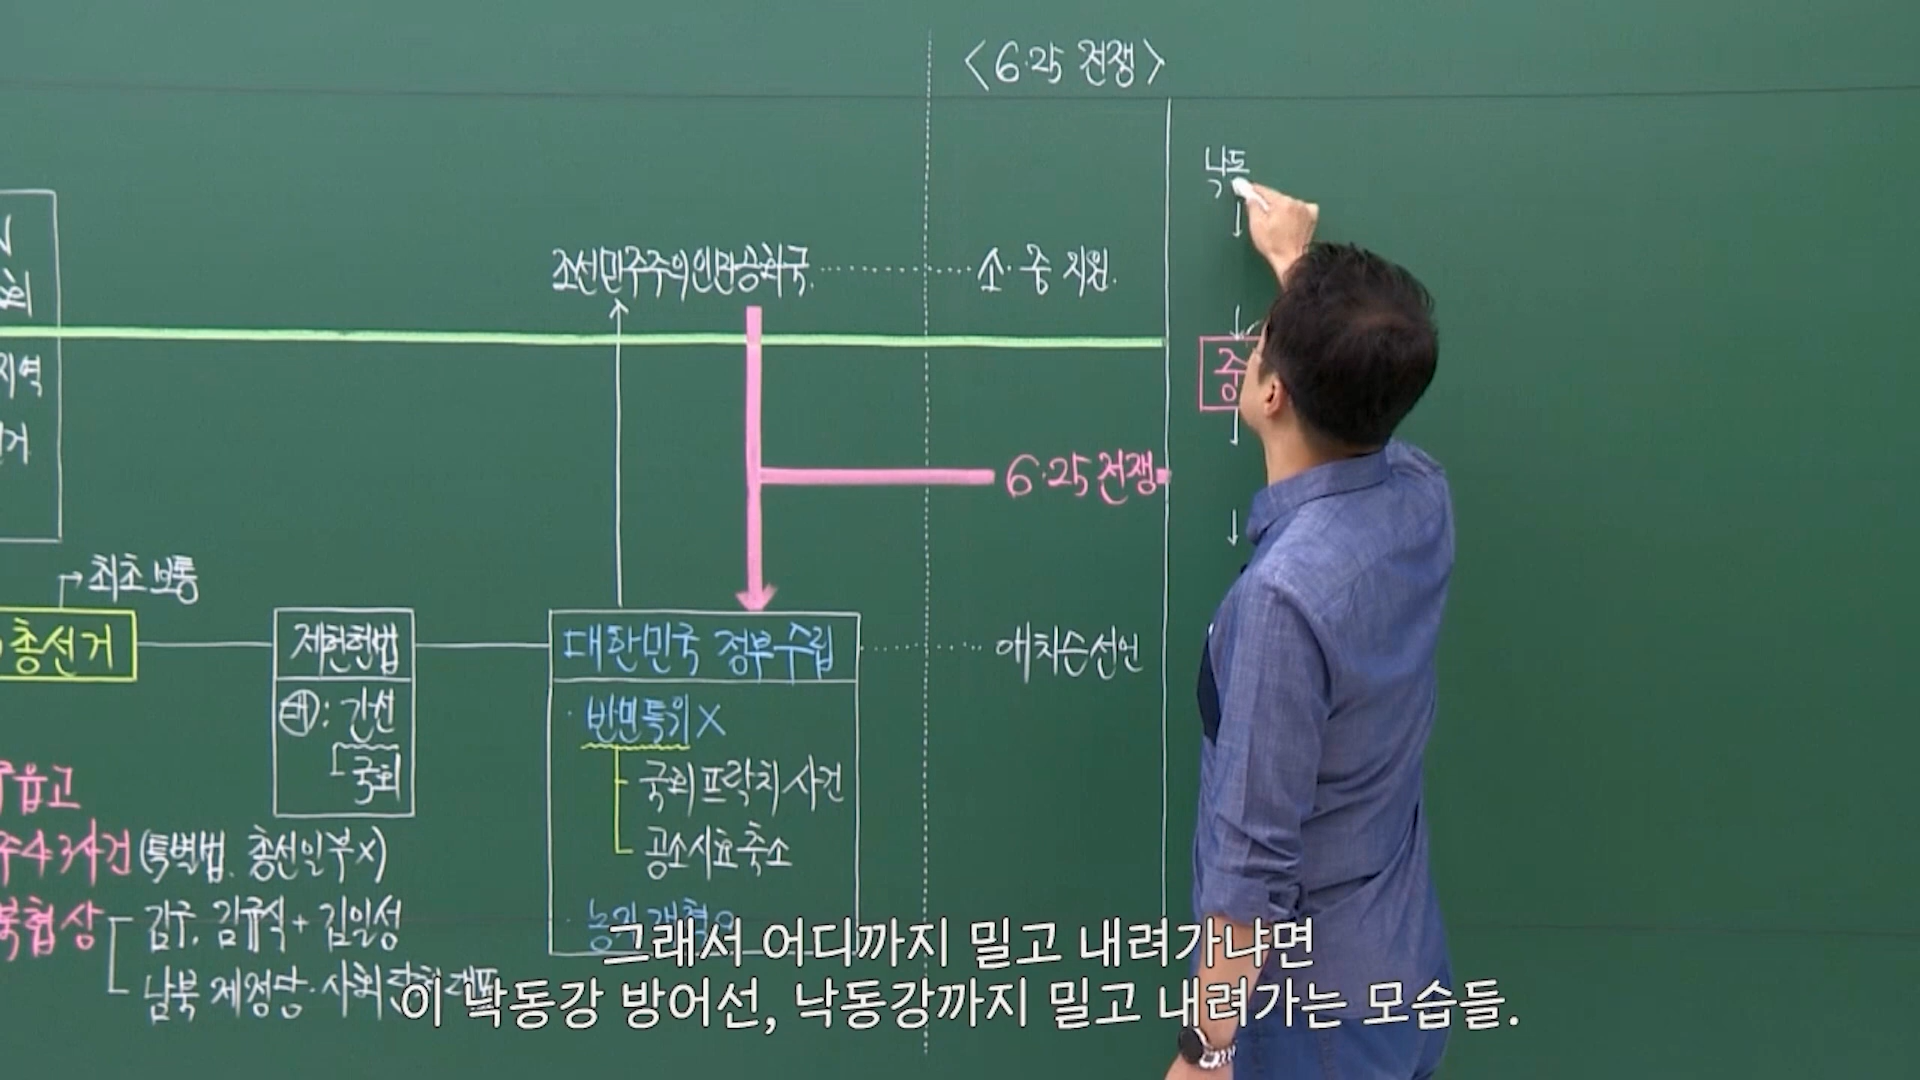 <6·25 전쟁>
낙도
조선민주주의인민공화국 소·중 지원
지역
중
6·25 전쟁
최초 보통
총선거
제헌헌법
대한민국 정부수립
애치슨선언
대: 간선
국회
· 반민특위 X
국회 프락치 사건
공소시효 축소
읍고
주4·3사건 (특별법, 총선 일부 X)
북협상
김구, 김규식 + 김일성
남북 제정당·사회
그래서 어디까지 밀고 내려가냐면
이 낙동강 방어선, 낙동강까지 밀고 내려가는 모습들.